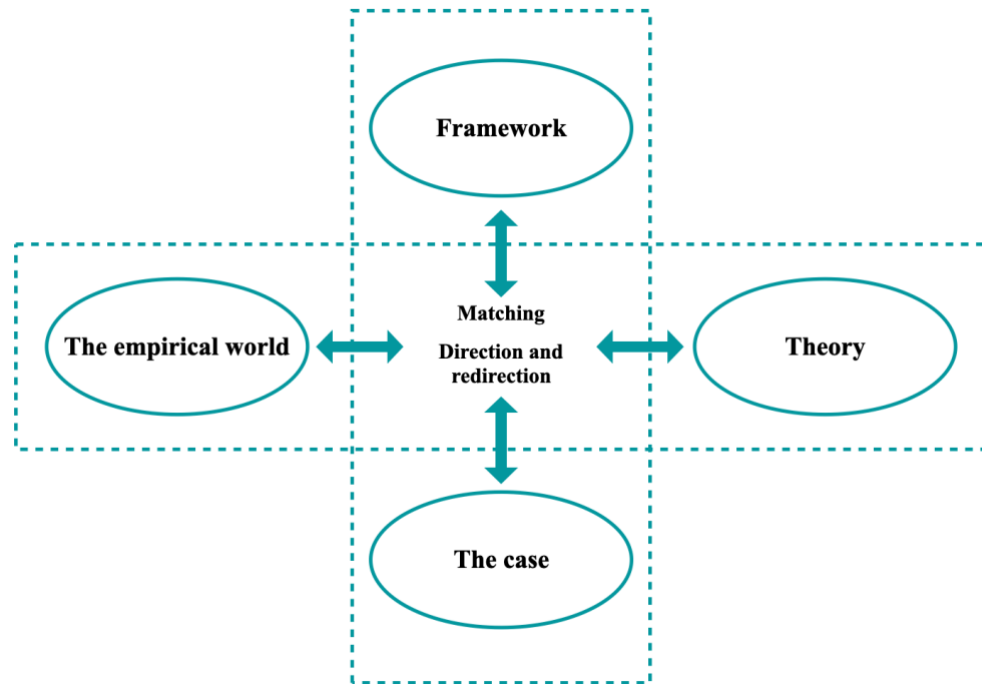 Framework
Matching
The empirical world
Direction and
redirection
Theory
The case